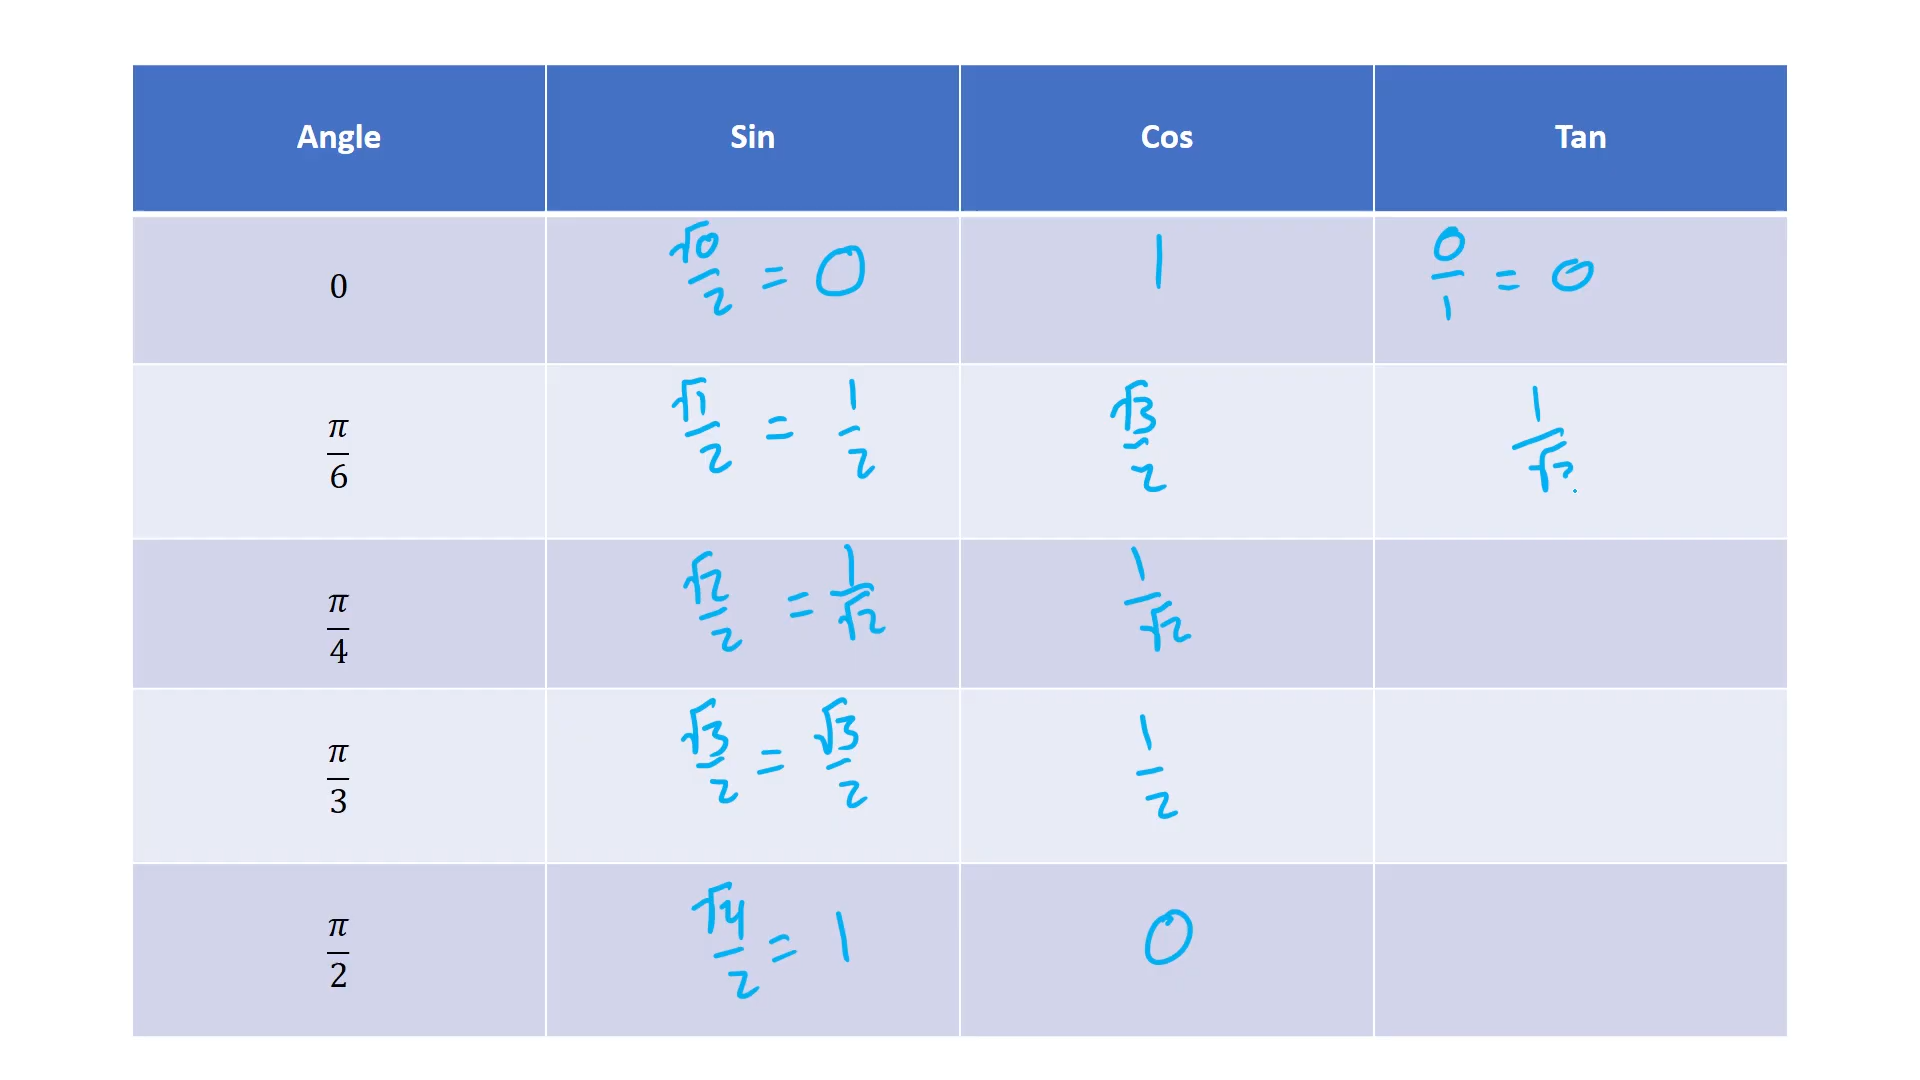 Angle Sin Cos Tan
0 √0/2 = 0 1 0/1 = 0
π/6 √1/2 = 1/2 √3/2 1/√
π/4 √2/2 = 1/√2 1/√2
π/3 √3/2 = √3/2 1/2
π/2 √4/2 = 1 0